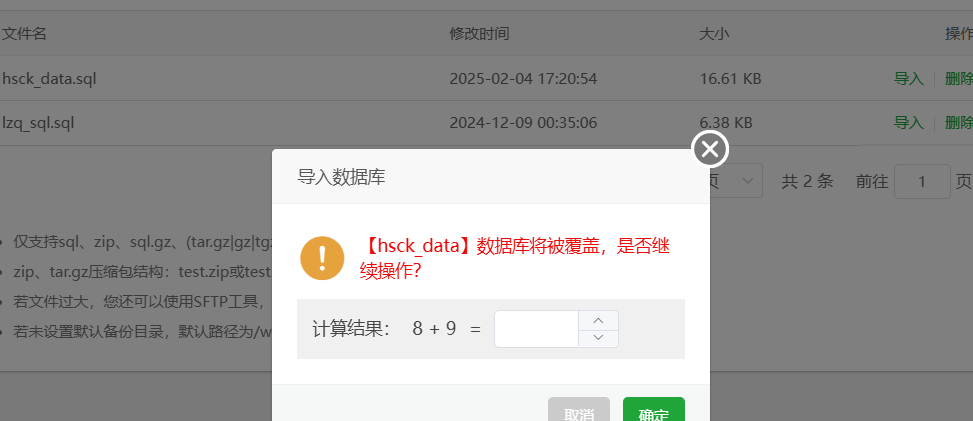 文件名 修改时间 大小 操作
hsck_data.sql 2025-02-04 17:20:54 16.61 KB 导入 删除
lzq_sql.sql 2024-12-09 00:35:06 6.38 KB 导入 删除
页 共 2 条 前往 1 页
导入数据库
【hsck_data】数据库将被覆盖，是否继
续操作？
计算结果： 8 + 9 =
仅支持sql、zip、sql.gz、(tar.gz|gz|tgz
zip、tar.gz压缩包结构：test.zip或test
若文件过大，您还可以使用SFTP工具，
若未设置默认备份目录，默认路径为/w
取消 确定